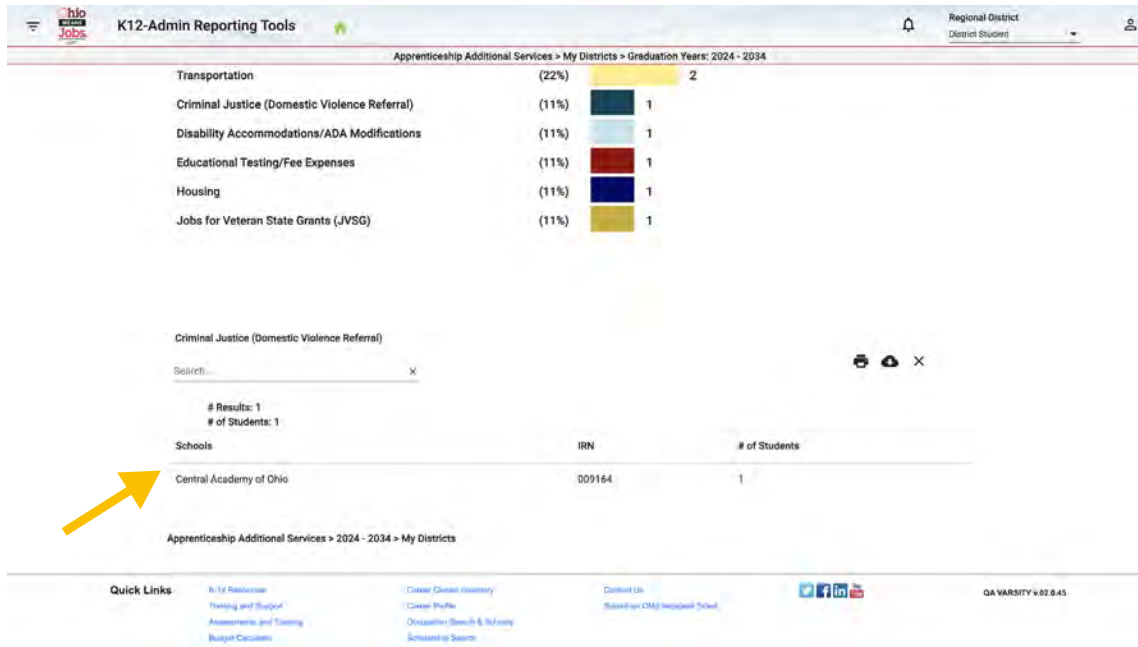 Ohio
Jobs
K12-Admin Reporting Tools
Regional District
District Student
Apprenticeship Additional Services > My Districts > Graduation Years: 2024 - 2034
Transportation (22%) 2
Criminal Justice (Domestic Violence Referral) (11%) 1
Disability Accommodations/ADA Modifications (11%) 1
Educational Testing/Fee Expenses (11%) 1
Housing (11%) 1
Jobs for Veteran State Grants (JVSG) (11%) 1
Criminal Justice (Domestic Violence Referral)
Search...
# Results: 1
# of Students: 1
Schools IRN # of Students
Central Academy of Ohio 009164 1
Apprenticeship Additional Services > 2024 - 2034 > My Districts
Quick Links K-12 Resources Career Cluster Inventory Contact Us QA VARSITY v.02.0.45
Training and Support Career Profile Submit an
Assessments and Training Occupation Search & Schools
Budget Calculator Scholarship Search